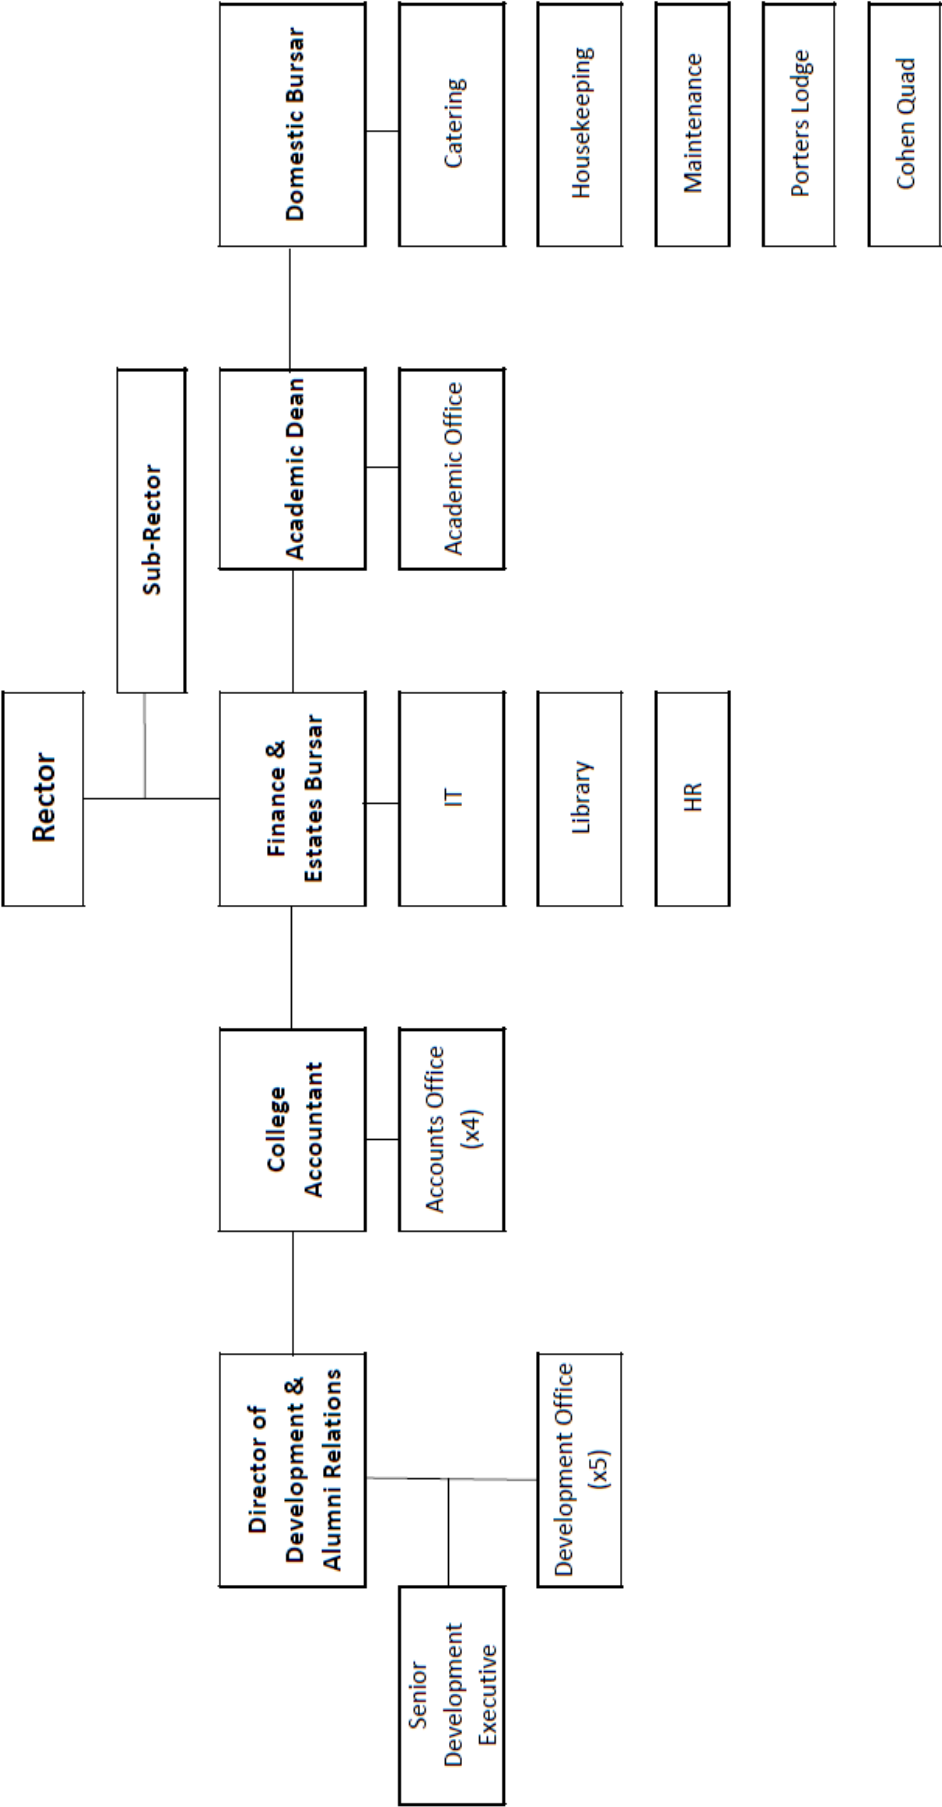 Rector
Sub-Rector
Director of
Development &
Alumni Relations
College
Accountant
Finance &
Estates Bursar
Academic Dean
Domestic Bursar
Senior
Development
Executive
Accounts Office
(x4)
IT
Academic Office
Catering
Development Office
(x5)
Library
Housekeeping
HR
Maintenance
Porters Lodge
Cohen Quad